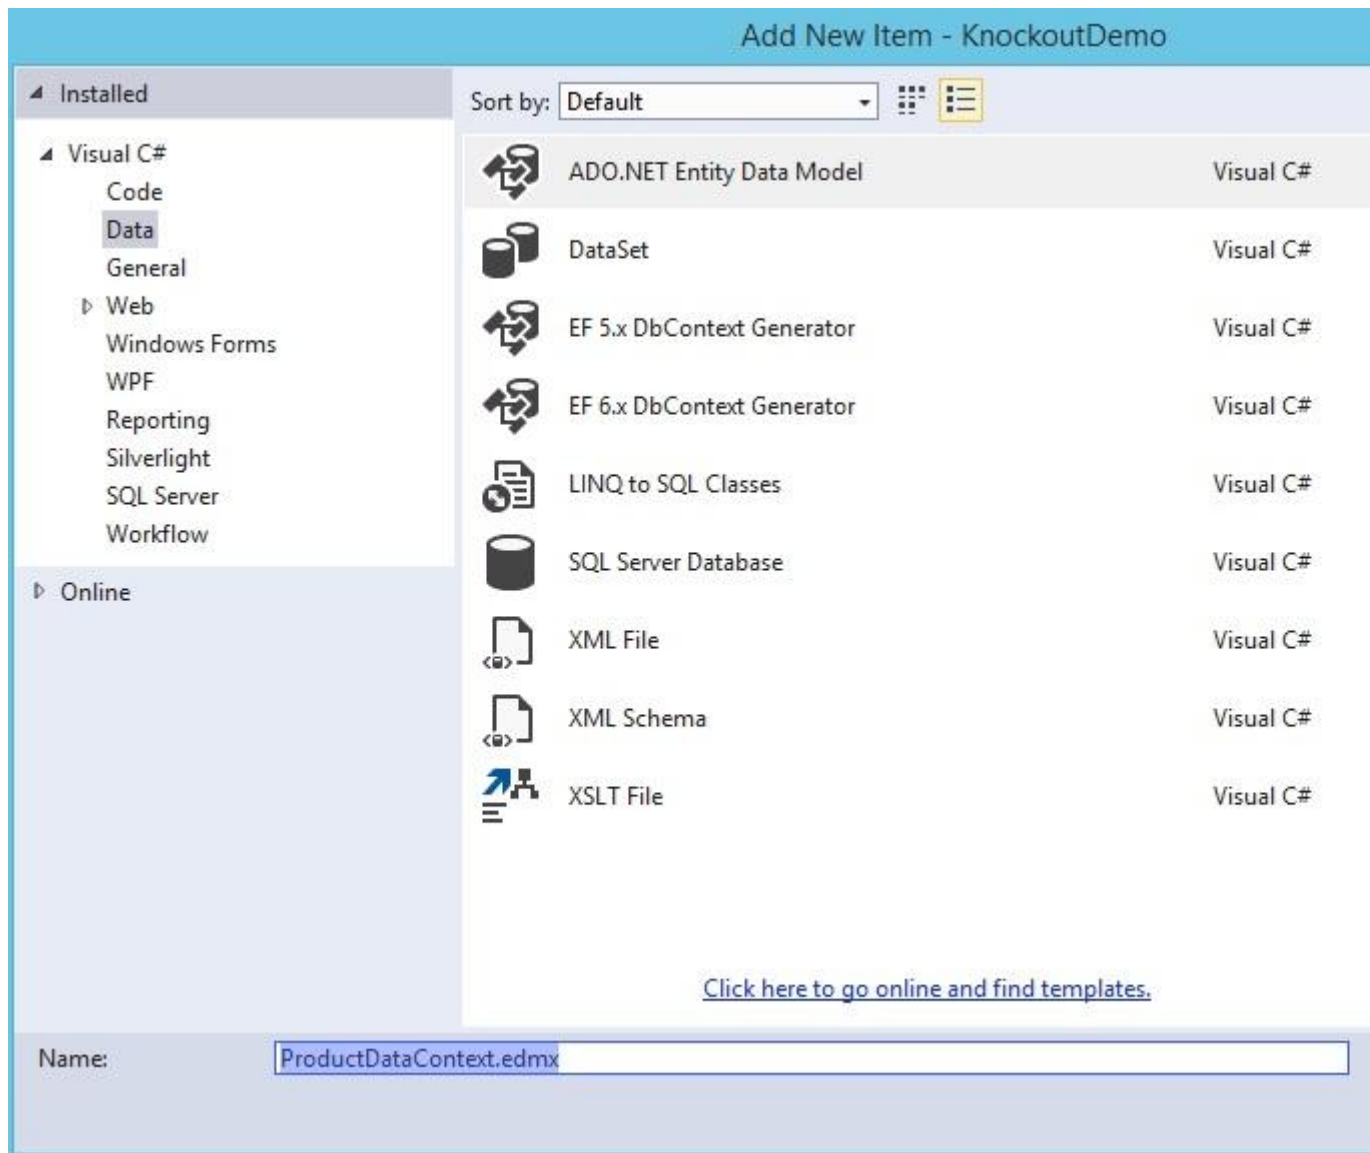 Add New Item - KnockoutDemo
Installed
Sort by: Default
Visual C#
Code
Data
General
Web
Windows Forms
WPF
Reporting
Silverlight
SQL Server
Workflow
Online
ADO.NET Entity Data Model Visual C#
DataSet Visual C#
EF 5.x DbContext Generator Visual C#
EF 6.x DbContext Generator Visual C#
LINQ to SQL Classes Visual C#
SQL Server Database Visual C#
XML File Visual C#
XML Schema Visual C#
XSLT File Visual C#
Click here to go online and find templates.
Name: ProductDataContext.edmx